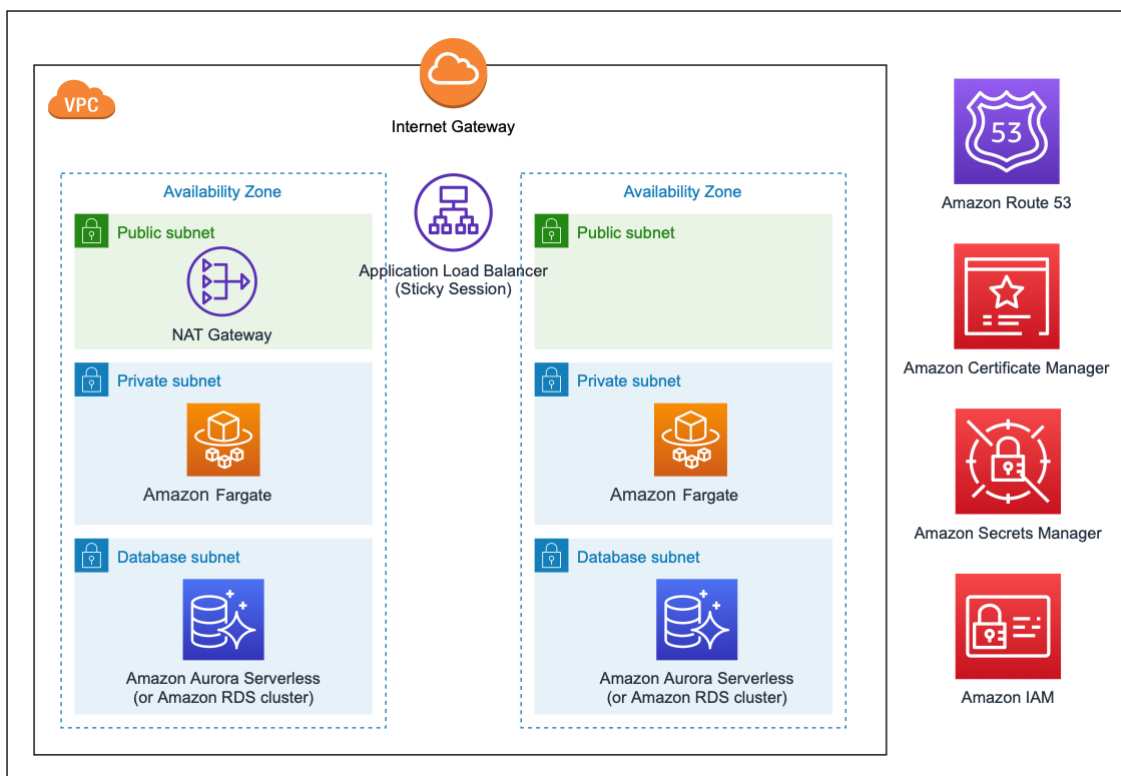 VPC
Internet Gateway
Availability Zone
Public subnet
NAT Gateway
Private subnet
Amazon Fargate
Database subnet
Amazon Aurora Serverless
(or Amazon RDS cluster)
Application Load Balancer
(Sticky Session)
Availability Zone
Public subnet
Private subnet
Amazon Fargate
Database subnet
Amazon Aurora Serverless
(or Amazon RDS cluster)
53
Amazon Route 53
Amazon Certificate Manager
Amazon Secrets Manager
Amazon IAM